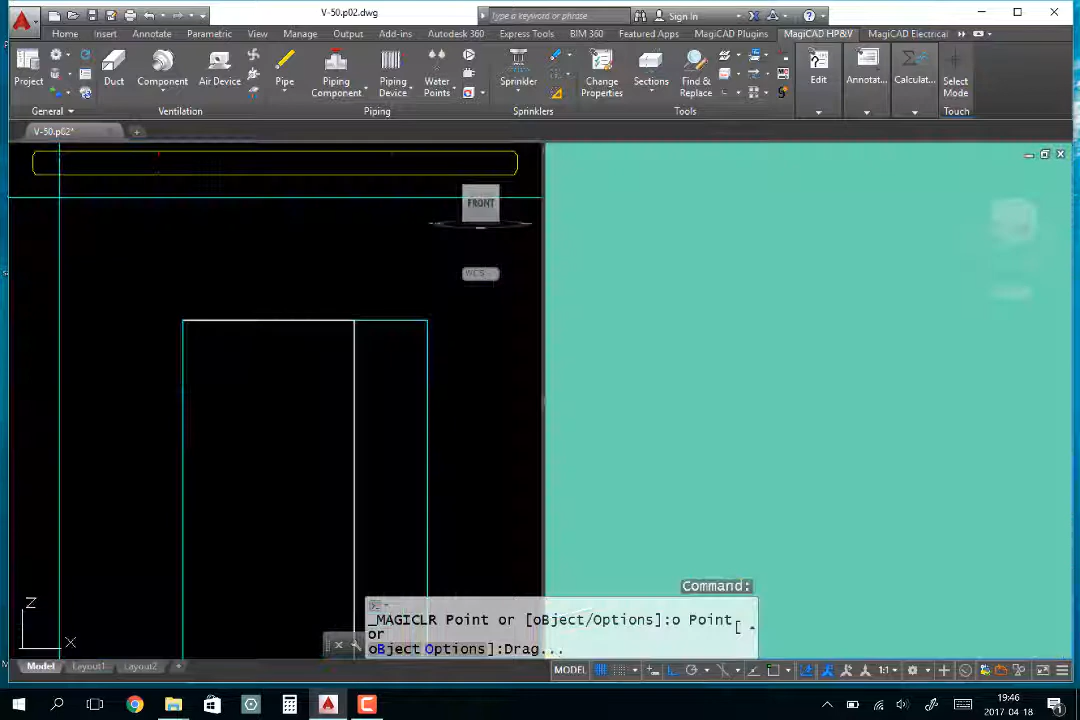 V-50.p02.dwg
Type a keyword or phrase
Sign In
Home
Insert
Annotate
Parametric
View
Manage
Output
Add-ins
Autodesk 360
Express Tools
BIM 360
Featured Apps
MagiCAD Plugins
MagiCAD HP&V
MagiCAD Electrical
Project
Duct
Component
Air Device
Pipe
Piping
Component
Piping
Device
Water
Points
Sprinkler
Change
Properties
Sections
Find &
Replace
Edit
Annotat..
Calculat..
Select
Mode
General
Ventilation
Piping
Sprinklers
Tools
Touch
V-50.p02*
FRONT
WCS
Z
X
Command:
_MAGICLR Point or [oBject/Options]:o Point
or
oBject Options]:Drag...
Model
Layout1
Layout2
MODEL
1:1
19:46
2017-04-18